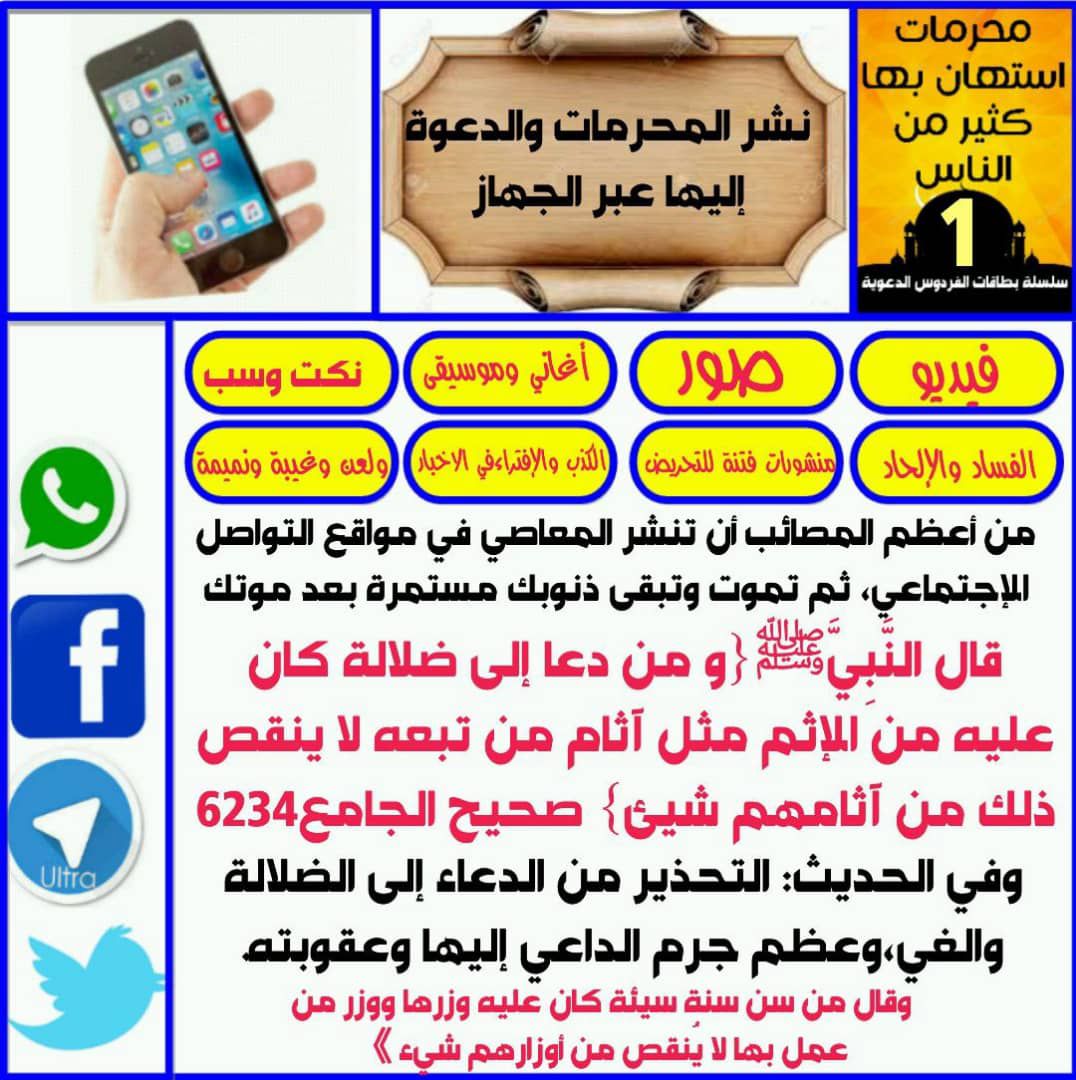 محرمات
استهان بها
كثير من
الناس
1
سلسلة بطاقات الفردوس الدعوية
نشر المحرمات والدعوة
إليها عبر الجهاز
فيديو
صور
أغاني وموسيقى
نكت وسب
الفساد والإلحاد
منشورات فتنة للتحريض
الكذب والإفتراءفي الاخبار
ولعن وغيبة ونميمة
من أعظم المصائب أن تنشر المعاصي في مواقع التواصل
الإجتماعي، ثم تموت وتبقى ذنوبك مستمرة بعد موتك
قال النَّبِيَّ ﷺ {و من دعا إلى ضلالة كان
عليه من الإثم مثل آثام من تبعه لا ينقص
ذلك من آثامهم شيئ} صحيح الجامع6234
وفي الحديث: التحذير من الدعاء إلى الضلالة
والغي،وعظم جرم الداعي إليها وعقوبته.
وقال من سن سنة سيئة كان عليه وزرها ووزر من
عمل بها لا يُنقص من أوزارهم شيء》
Ultra